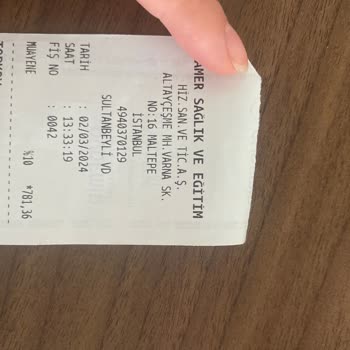 AMER SAĞLIK VE EĞİTİM
HİZ.SAN.VE TİC.A.Ş.
ALTAYÇEŞME MH.VARNA SK.
NO:16 MALTEPE
İSTANBUL
4940370129
SULTANBEYLİ VD
TARİH : 02/03/2024
SAAT : 13:33:19
FİŞ NO : 0042
MUAYENE %10 *781,36